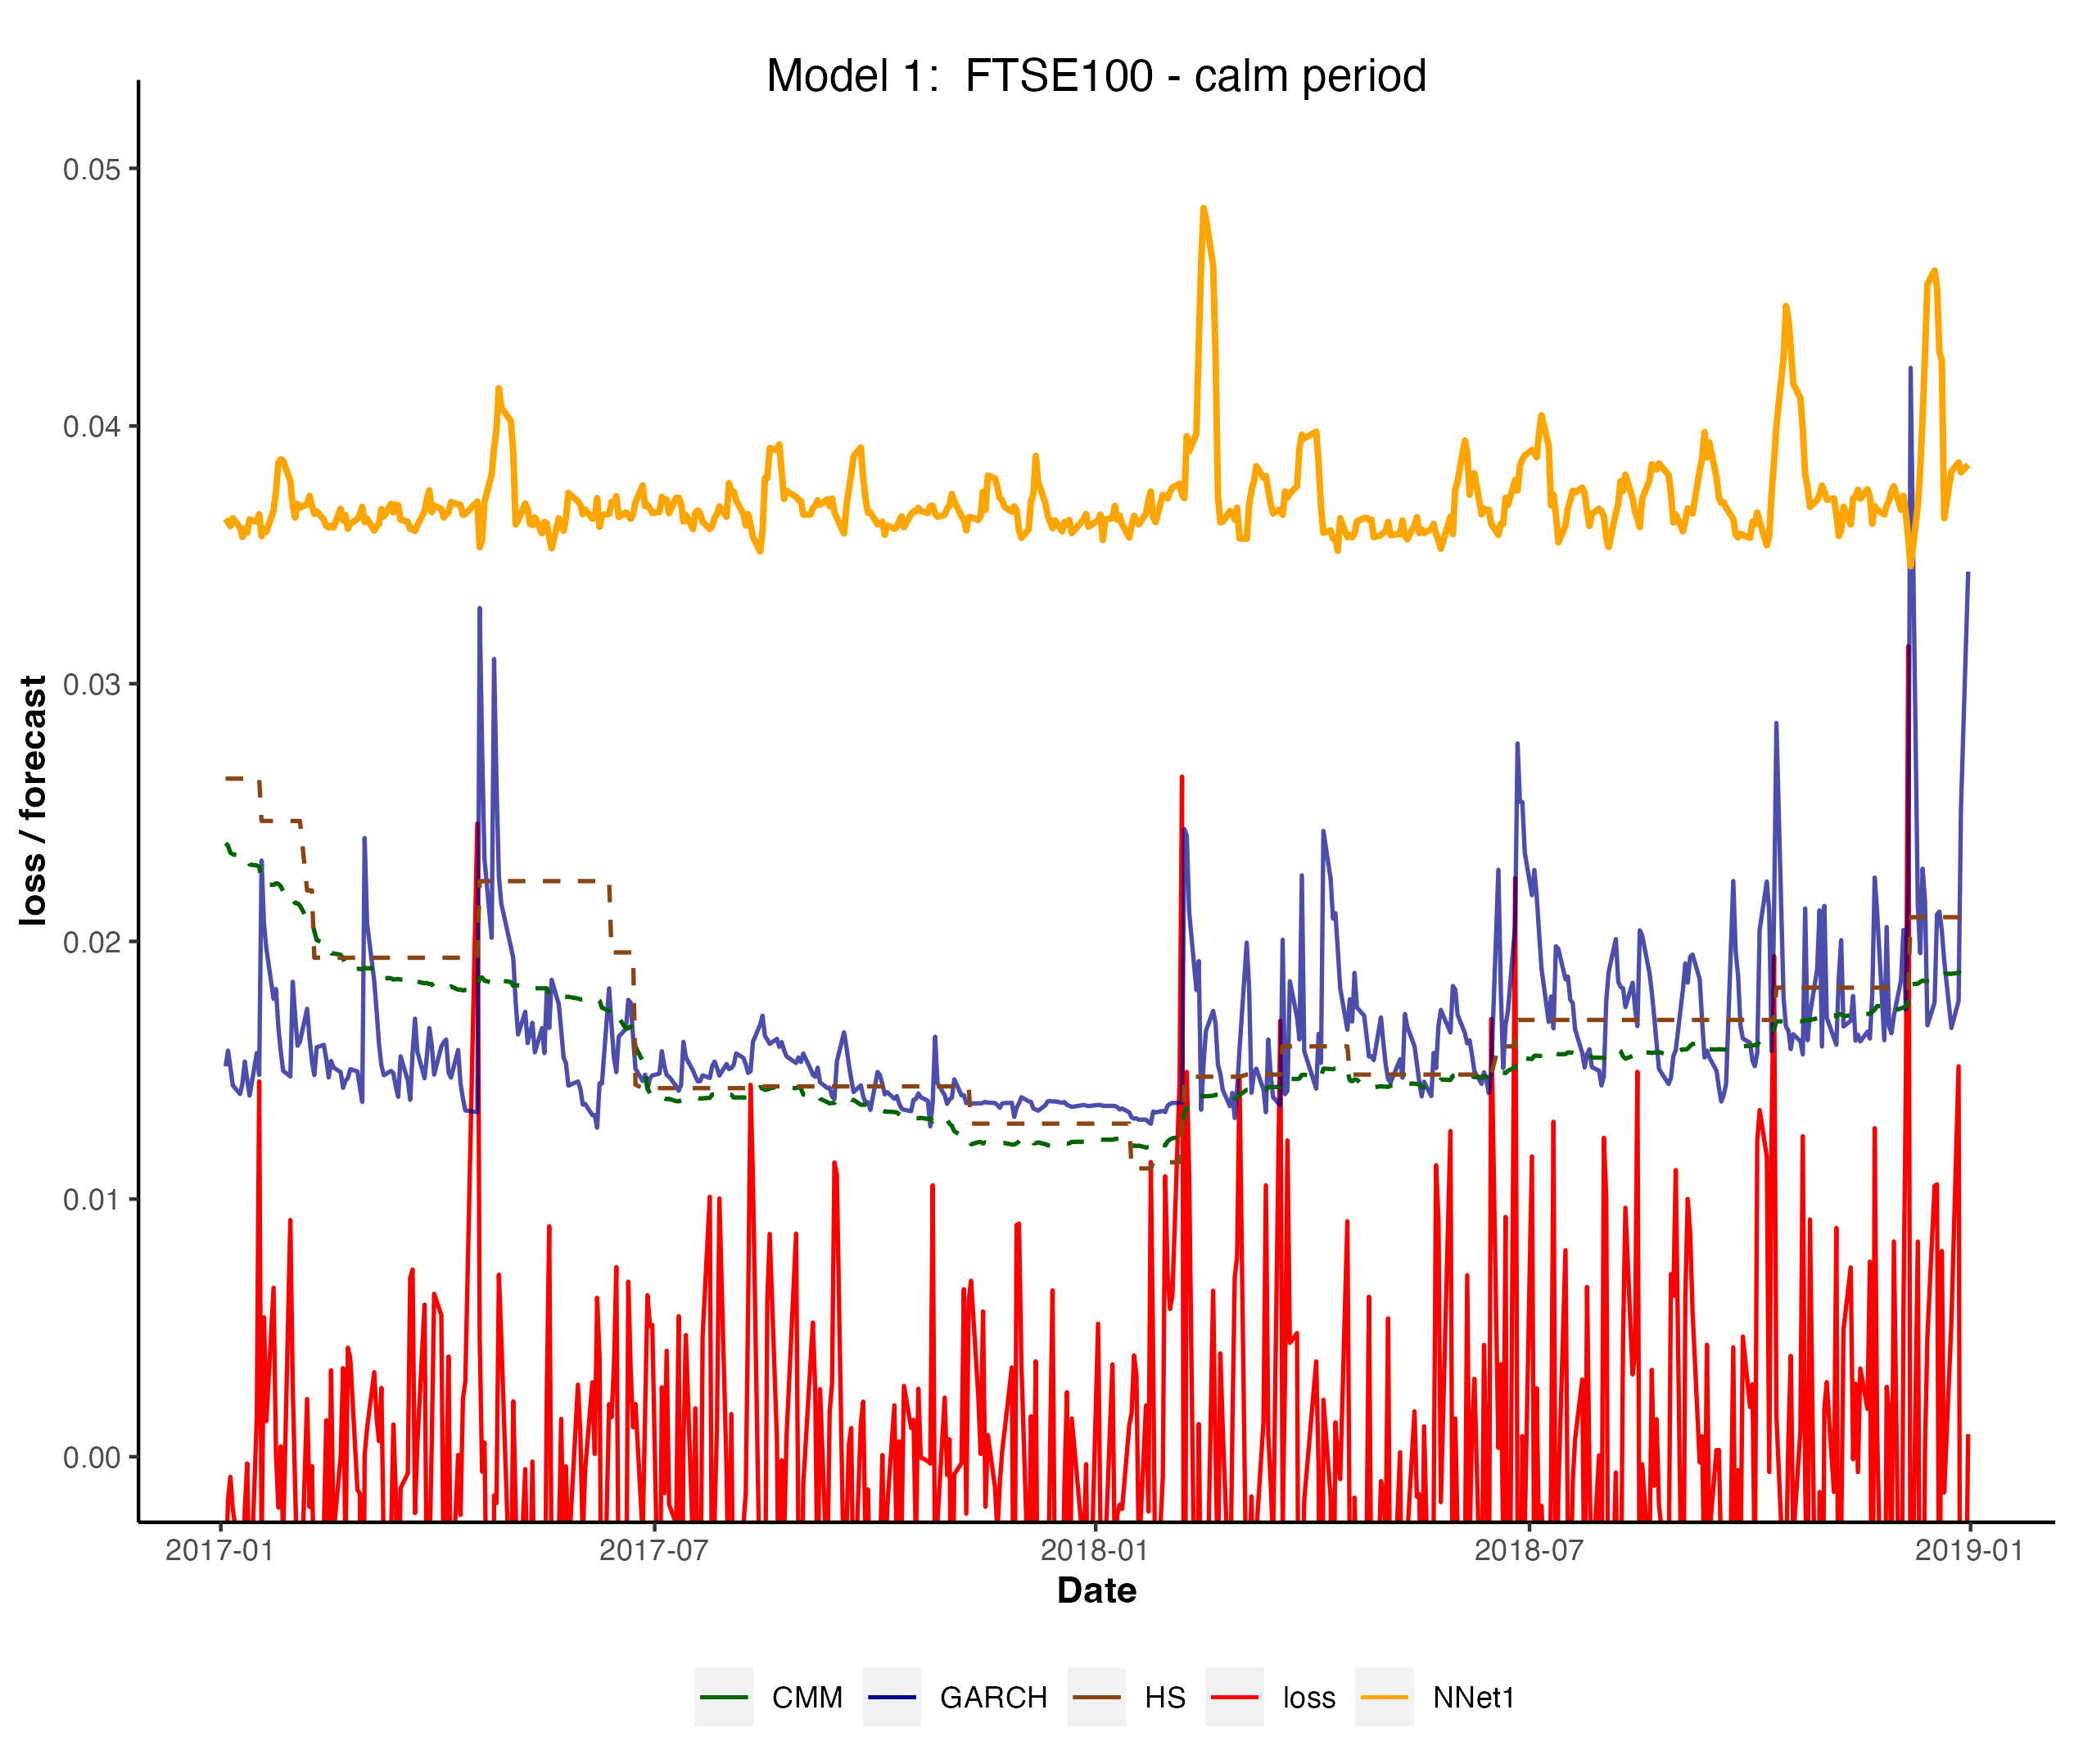 Model 1:  FTSE100 - calm period
0.05
0.04
0.03
0.02
0.01
0.00
loss / forecast
2017-01 2017-07 2018-01 2018-07 2019-01
Date
CMM GARCH HS loss NNet1